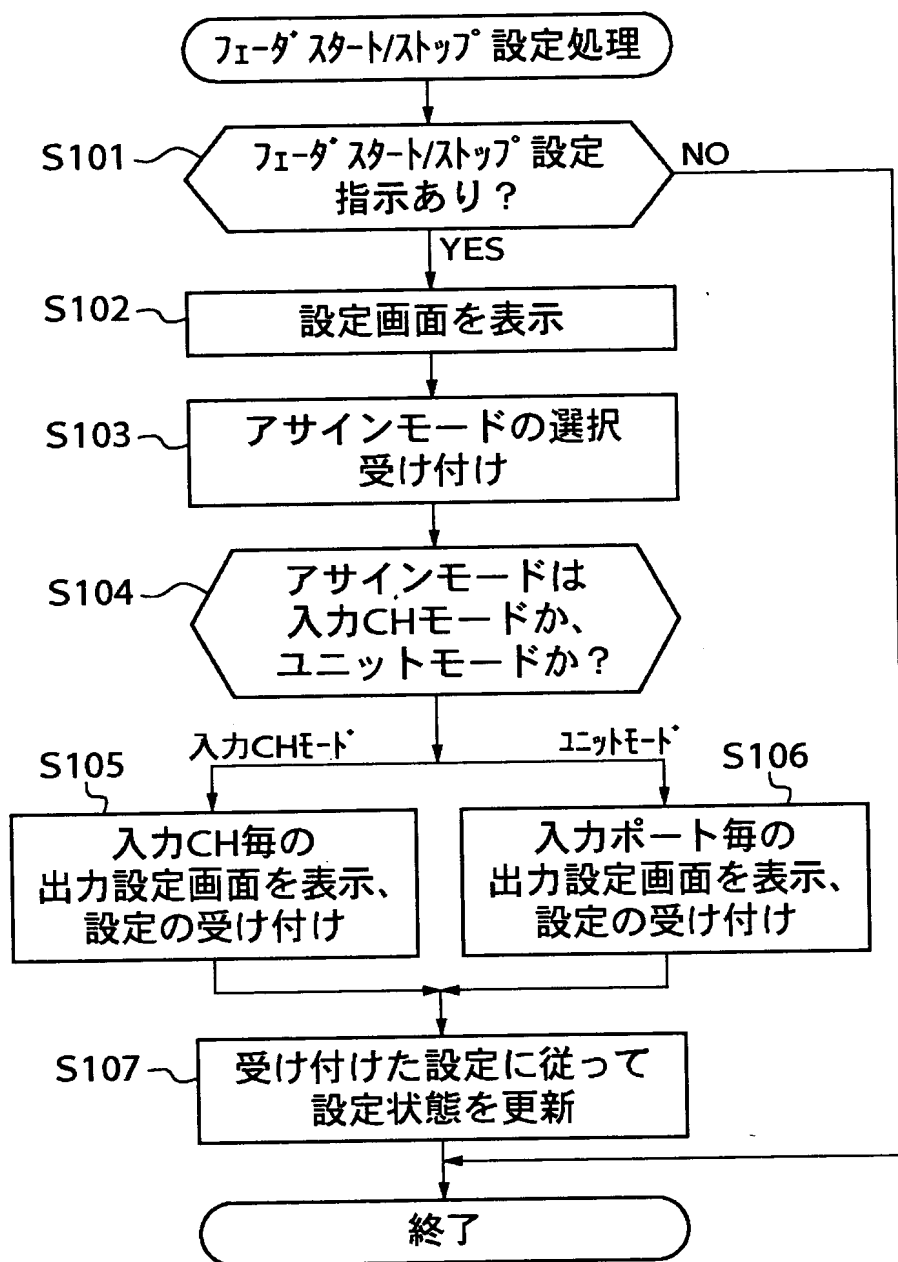 ﾌｪｰﾀﾞ ｽﾀｰﾄ/ｽﾄｯﾌﾟ 設定処理
S101
ﾌｪｰﾀﾞ ｽﾀｰﾄ/ｽﾄｯﾌﾟ 設定
指示あり？
NO
YES
S102
設定画面を表示
S103
アサインモードの選択
受け付け
S104
アサインモードは
入力CHモードか、
ユニットモードか？
入力CHﾓｰﾄﾞ
ﾕﾆｯﾄﾓｰﾄﾞ
S105
入力CH毎の
出力設定画面を表示、
設定の受け付け
S106
入力ポート毎の
出力設定画面を表示、
設定の受け付け
S107
受け付けた設定に従って
設定状態を更新
終了